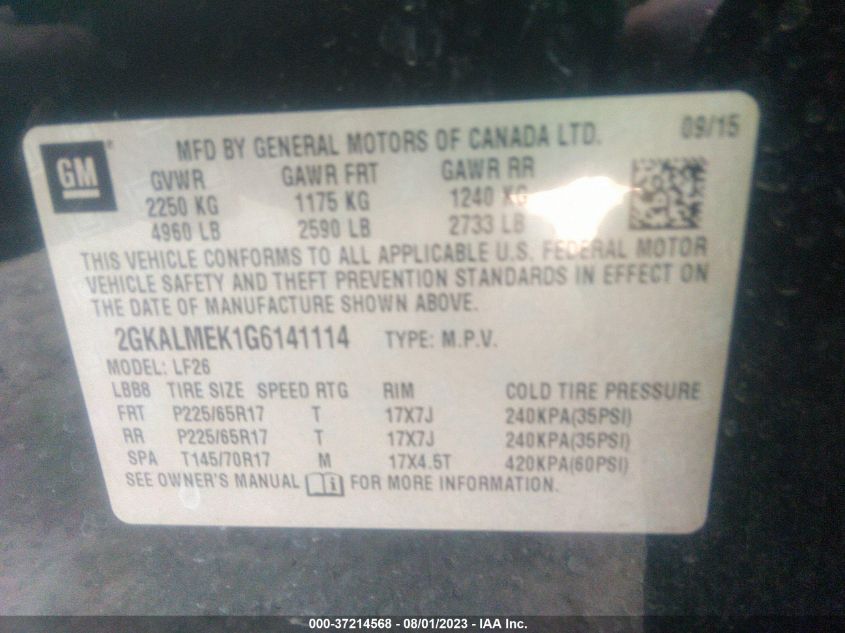 GM
MFD BY GENERAL MOTORS OF CANADA LTD. 09/15
GVWR GAWR FRT GAWR RR
2250 KG 1175 KG 1240 KG
4960 LB 2590 LB 2733 LB
THIS VEHICLE CONFORMS TO ALL APPLICABLE U.S. FEDERAL MOTOR
VEHICLE SAFETY AND THEFT PREVENTION STANDARDS IN EFFECT ON
THE DATE OF MANUFACTURE SHOWN ABOVE.
2GKALMEK1G6141114 TYPE: M.P.V.
MODEL: LF26
LBB8 TIRE SIZE SPEED RTG RIM COLD TIRE PRESSURE
FRT P225/65R17 T 17X7J 240KPA(35PSI)
RR P225/65R17 T 17X7J 240KPA(35PSI)
SPA T145/70R17 M 17X4.5T 420KPA(60PSI)
SEE OWNER'S MANUAL FOR MORE INFORMATION.
000-37214568 - 08/01/2023 - IAA Inc.